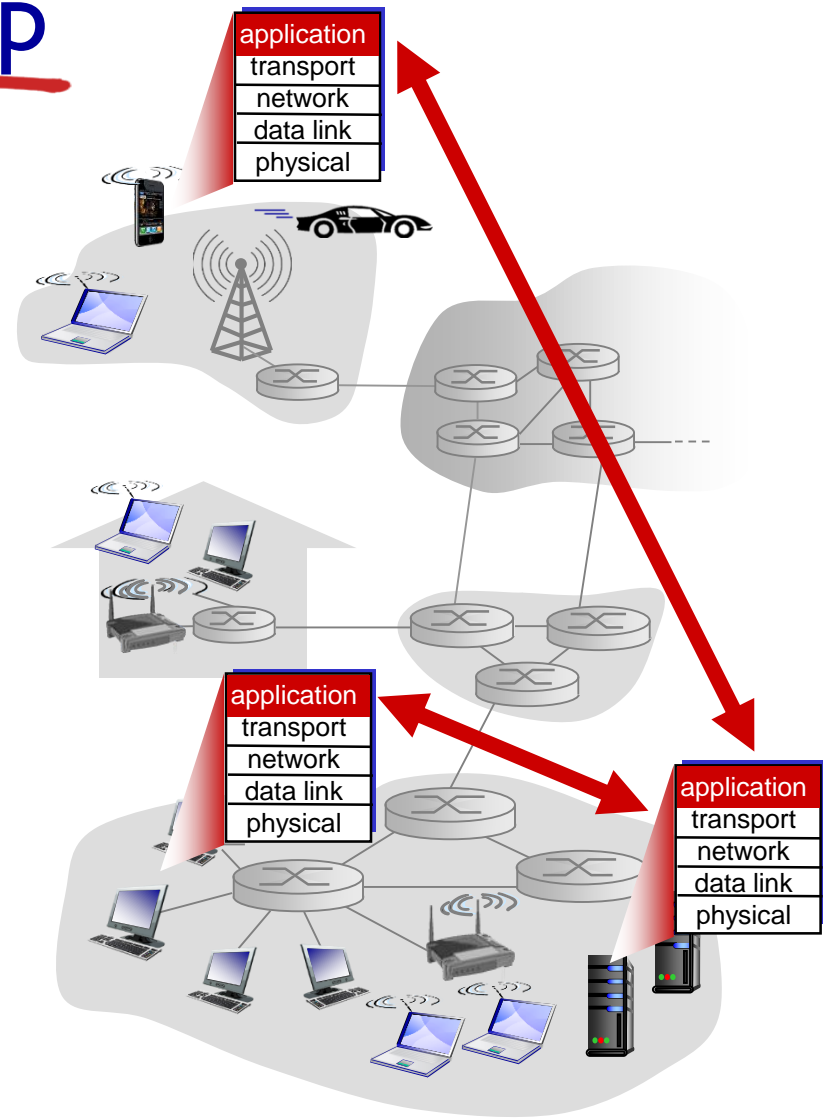 p
application
transport
network
data link
physical
application
transport
network
data link
physical
application
transport
network
data link
physical